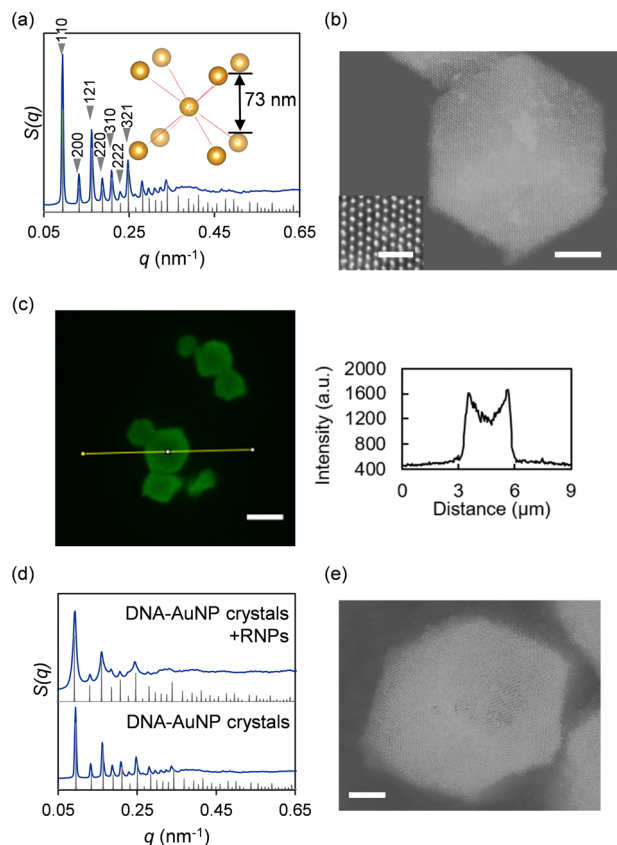 (a)
110
200
121
220
310
222
321
73 nm
S(q)
0.05
0.25
0.45
0.65
q (nm⁻¹)
(b)
(c)
Intensity (a.u.)
2000
1600
1200
800
400
0
3
6
9
Distance (µm)
(d)
DNA-AuNP crystals
+RNPs
DNA-AuNP crystals
S(q)
0.05
0.25
0.45
0.65
q (nm⁻¹)
(e)